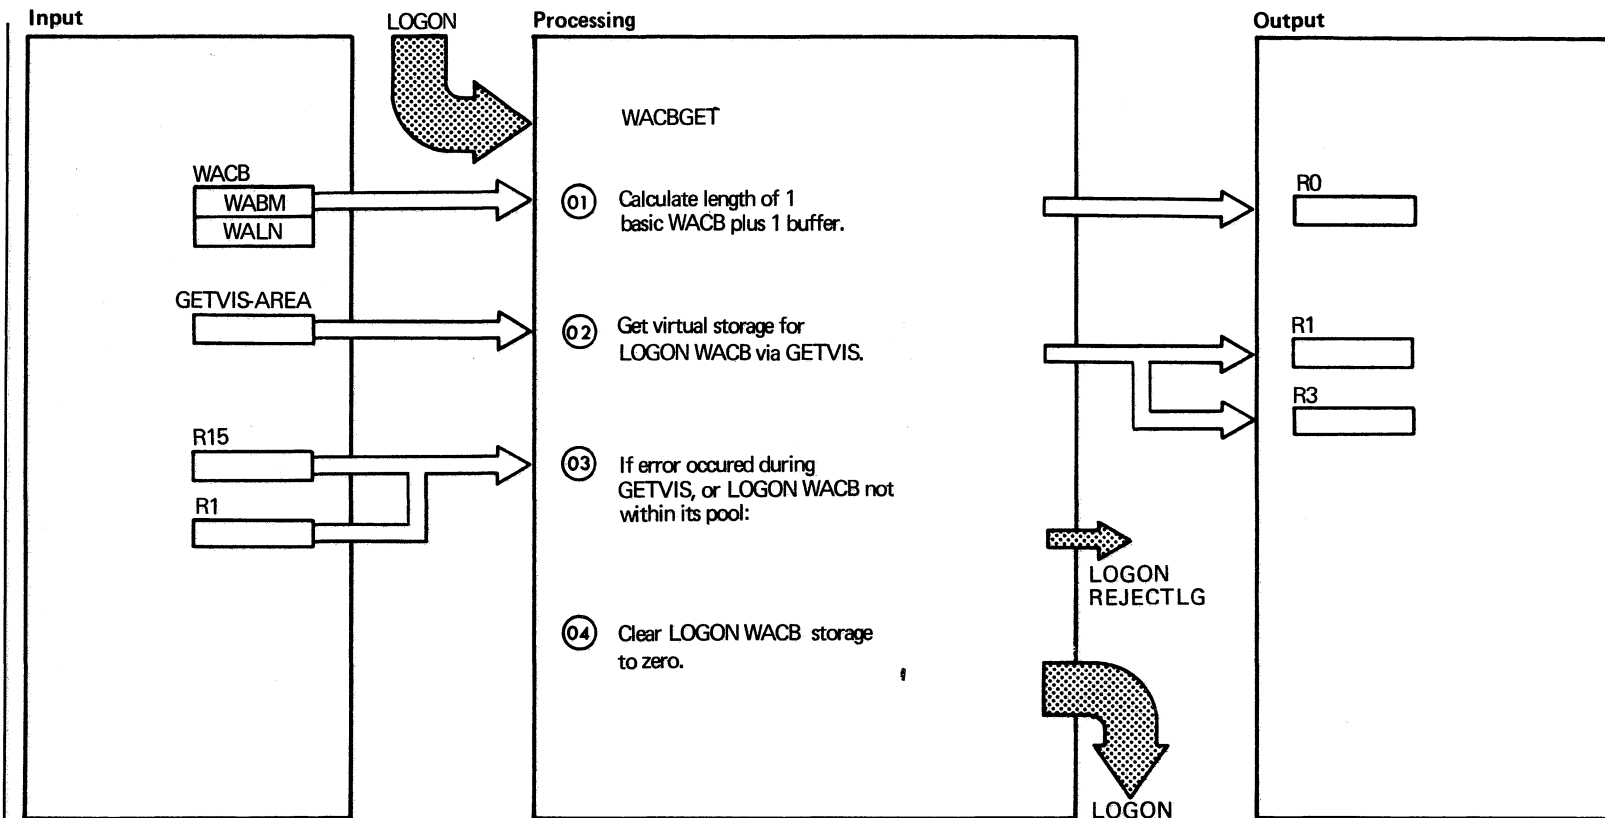 Input
LOGON
Processing
Output
WACBGET
WACB
WABM
WALN
01 Calculate length of 1
basic WACB plus 1 buffer.
R0
GETVIS-AREA
02 Get virtual storage for
LOGON WACB via GETVIS.
R1
R3
R15
R1
03 If error occured during
GETVIS, or LOGON WACB not
within its pool:
LOGON
REJECTLG
04 Clear LOGON WACB storage
to zero.
LOGON